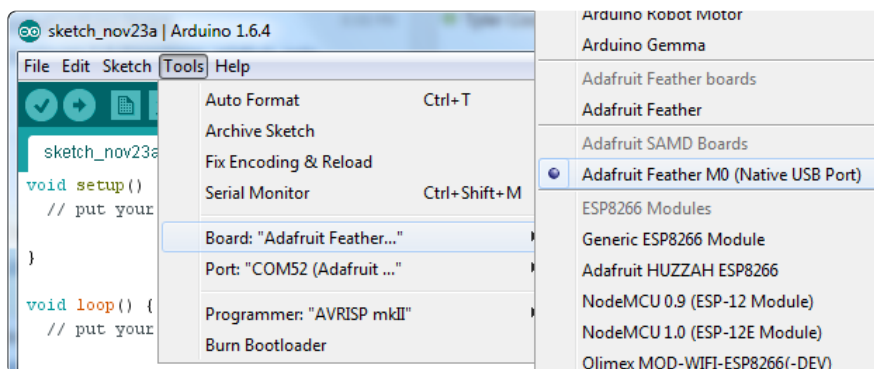 sketch_nov23a | Arduino 1.6.4
File Edit Sketch Tools Help
sketch_nov23a
void setup()
// put your
}
void loop() {
// put your
Auto Format Ctrl+T
Archive Sketch
Fix Encoding & Reload
Serial Monitor Ctrl+Shift+M
Board: "Adafruit Feather..."
Port: "COM52 (Adafruit ..."
Programmer: "AVRISP mkII"
Burn Bootloader
Arduino Robot Motor
Arduino Gemma
Adafruit Feather boards
Adafruit Feather
Adafruit SAMD Boards
Adafruit Feather M0 (Native USB Port)
ESP8266 Modules
Generic ESP8266 Module
Adafruit HUZZAH ESP8266
NodeMCU 0.9 (ESP-12 Module)
NodeMCU 1.0 (ESP-12E Module)
Olimex MOD-WIFI-ESP8266(-DEV)